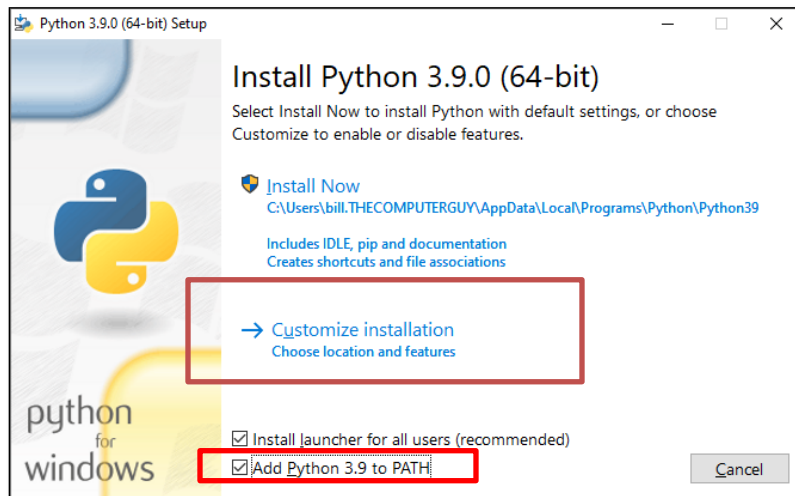 Python 3.9.0 (64-bit) Setup
Install Python 3.9.0 (64-bit)
Select Install Now to install Python with default settings, or choose
Customize to enable or disable features.
Install Now
C:\Users\bill.THECOMPUTERGUY\AppData\Local\Programs\Python\Python39
Includes IDLE, pip and documentation
Creates shortcuts and file associations
Customize installation
Choose location and features
python
for
windows
Install launcher for all users (recommended)
Add Python 3.9 to PATH
Cancel